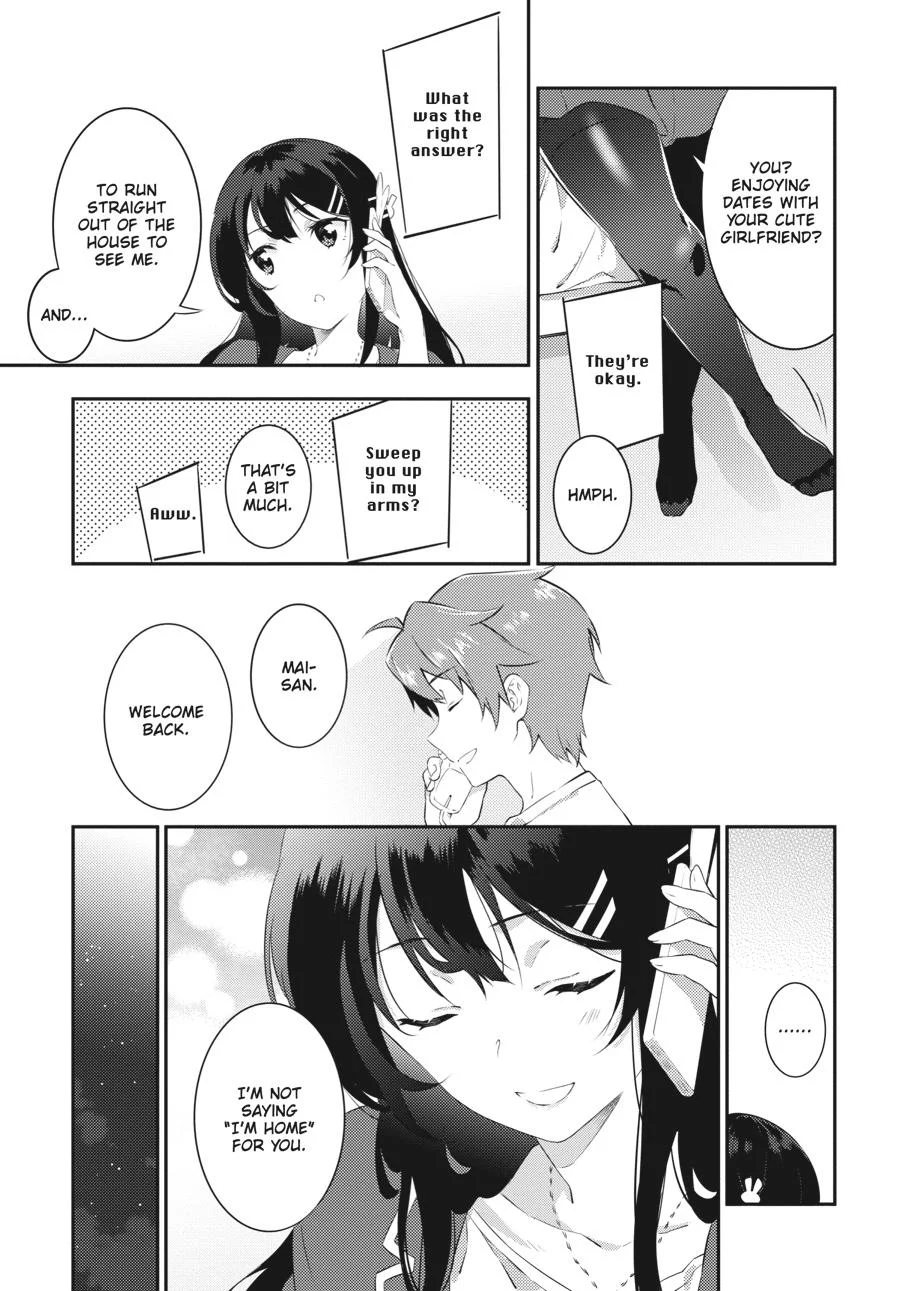 YOU?
ENJOYING
DATES WITH
YOUR CUTE
GIRLFRIEND?
They're
okay.
HMPH.
What
was the
right
answer?
TO RUN
STRAIGHT
OUT OF THE
HOUSE TO
SEE ME.
AND...
Sweep
you up
in my
arms?
THAT'S
A BIT
MUCH.
Aww.
MAI-
SAN.
WELCOME
BACK.
......
I'M NOT
SAYING
"I'M HOME"
FOR YOU.